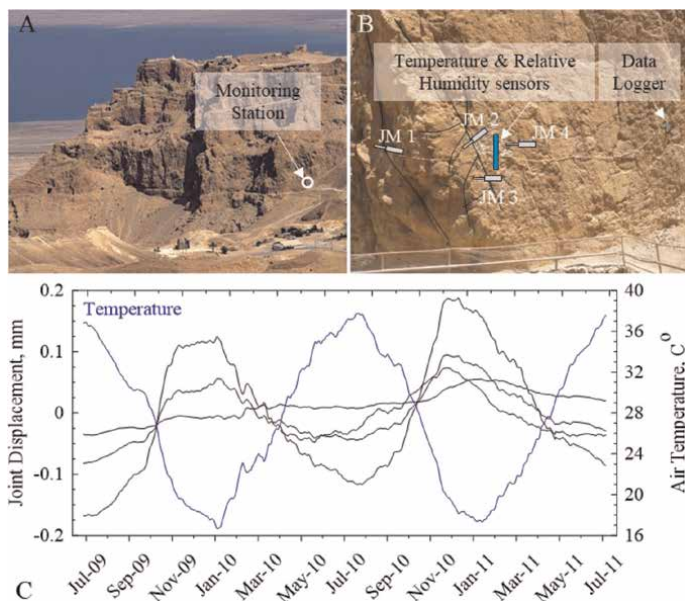 A
Monitoring
Station
B
Temperature & Relative
Humidity sensors
Data
Logger
JM 1
JM 2
JM 4
JM 3
C
Temperature
Joint Displacement, mm
0.2
0.1
0
-0.1
-0.2
Air Temperature, C°
40
36
32
28
24
20
16
Jul-09
Sep-09
Nov-09
Jan-10
Mar-10
May-10
Jul-10
Sep-10
Nov-10
Jan-11
Mar-11
May-11
Jul-11